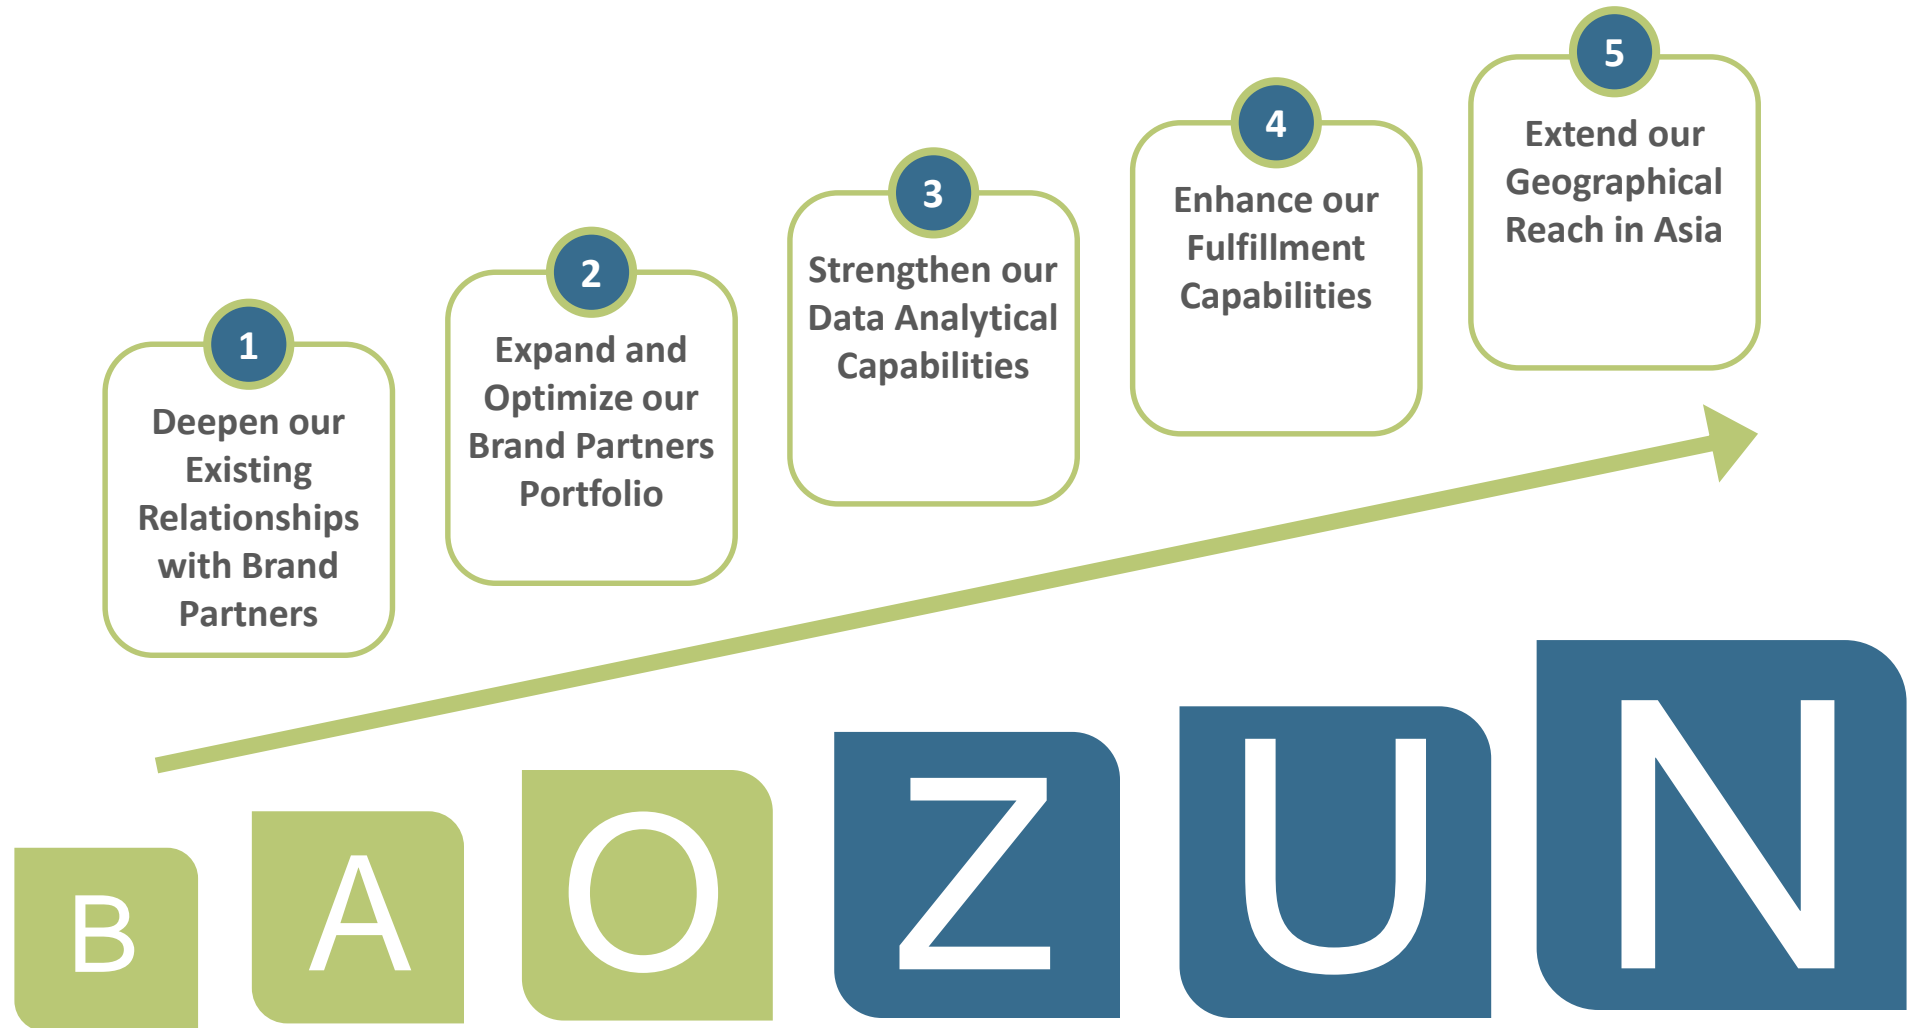 1
Deepen our
Existing
Relationships
with Brand
Partners
2
Expand and
Optimize our
Brand Partners
Portfolio
3
Strengthen our
Data Analytical
Capabilities
4
Enhance our
Fulfillment
Capabilities
5
Extend our
Geographical
Reach in Asia
B A O Z U N